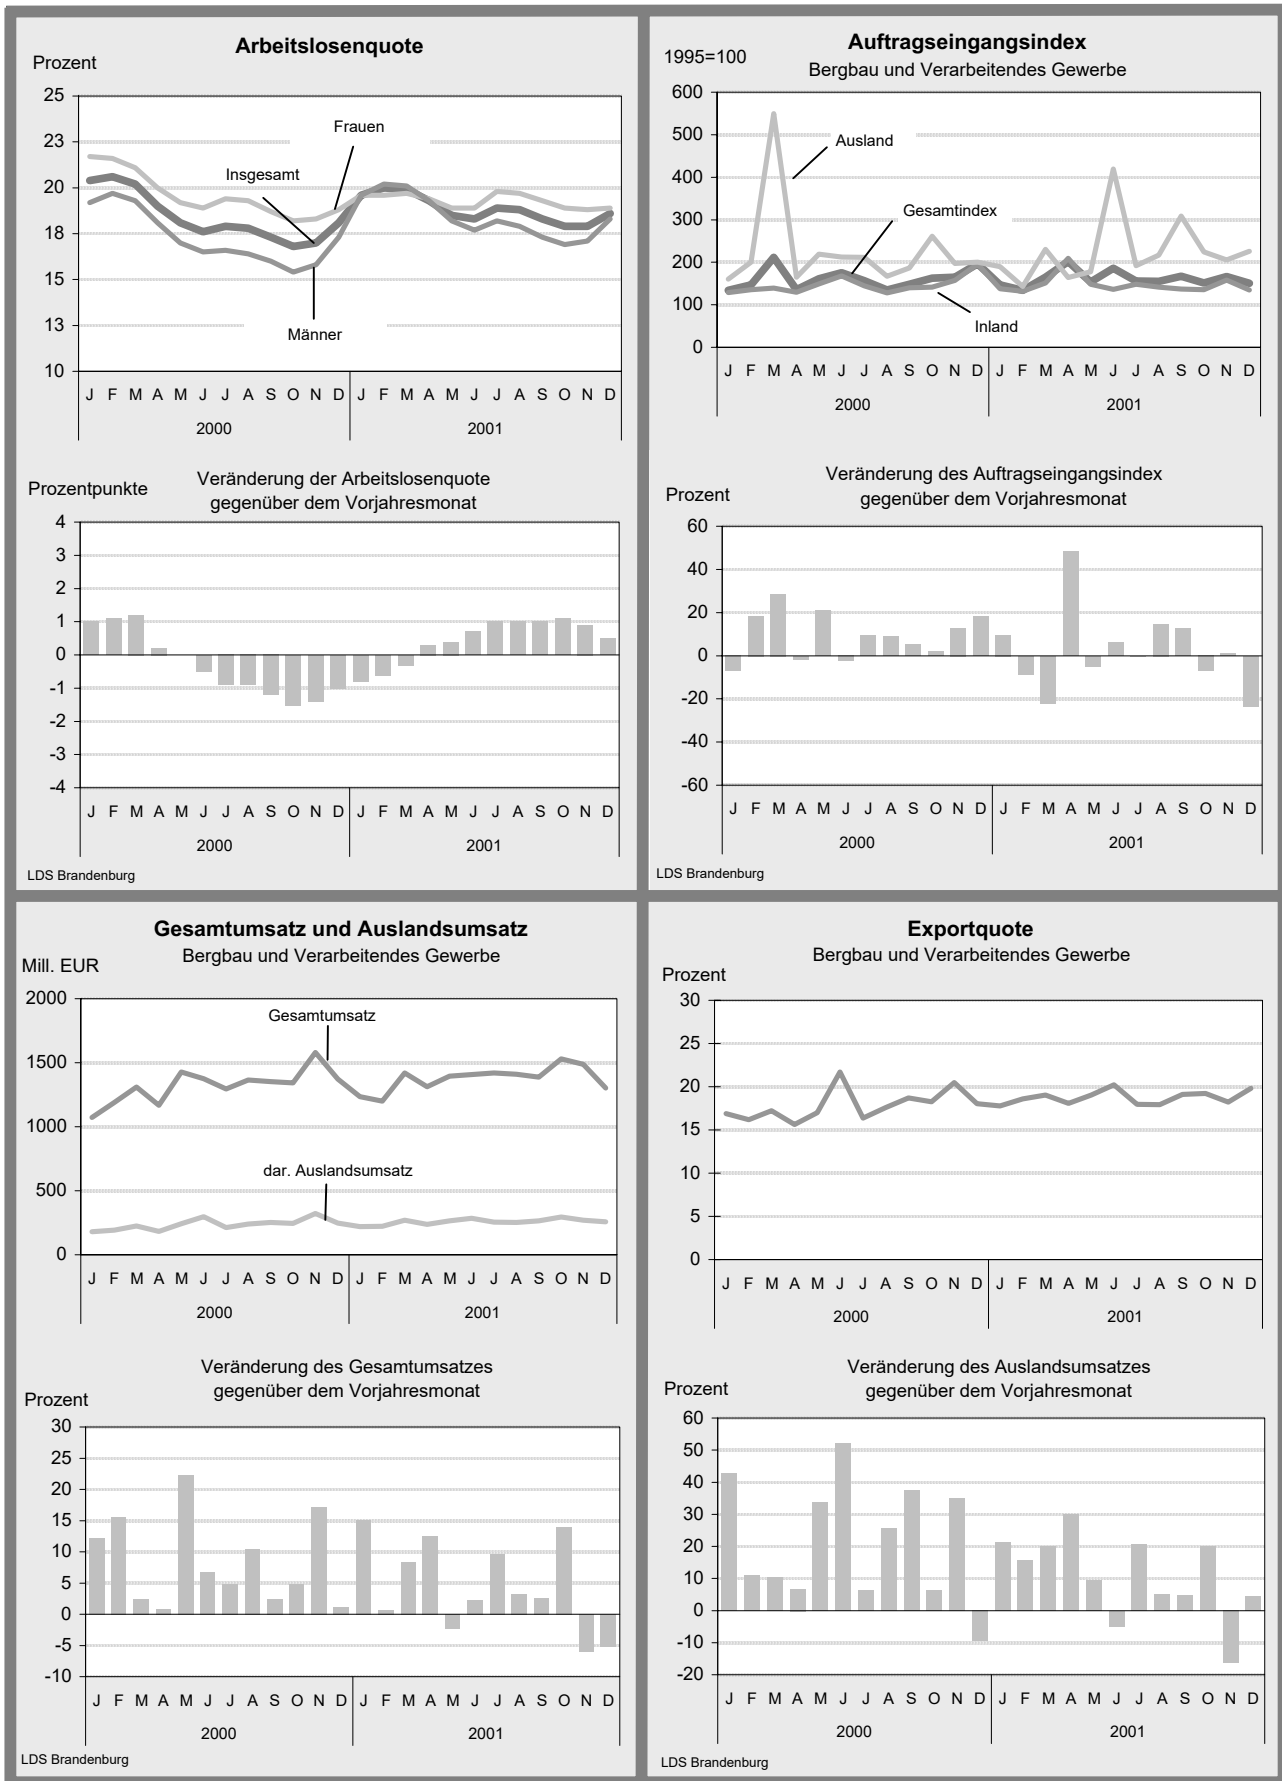 Arbeitslosenquote
Prozent
25
23
20
18
15
13
10
Frauen
Insgesamt
Männer
J F M A M J J A S O N D J F M A M J J A S O N D
2000 2001
Veränderung der Arbeitslosenquote
gegenüber dem Vorjahresmonat
Prozentpunkte
4
3
2
1
0
-1
-2
-3
-4
J F M A M J J A S O N D J F M A M J J A S O N D
2000 2001
LDS Brandenburg
Auftragseingangsindex
Bergbau und Verarbeitendes Gewerbe
1995=100
600
500
400
300
200
100
0
Ausland
Gesamtindex
Inland
J F M A M J J A S O N D J F M A M J J A S O N D
2000 2001
Veränderung des Auftragseingangsindex
gegenüber dem Vorjahresmonat
Prozent
60
40
20
0
-20
-40
-60
J F M A M J J A S O N D J F M A M J J A S O N D
2000 2001
LDS Brandenburg
Gesamtumsatz und Auslandsumsatz
Bergbau und Verarbeitendes Gewerbe
Mill. EUR
2000
1500
1000
500
0
Gesamtumsatz
dar. Auslandsumsatz
J F M A M J J A S O N D J F M A M J J A S O N D
2000 2001
Veränderung des Gesamtumsatzes
gegenüber dem Vorjahresmonat
Prozent
30
25
20
15
10
5
0
-5
-10
J F M A M J J A S O N D J F M A M J J A S O N D
2000 2001
LDS Brandenburg
Exportquote
Bergbau und Verarbeitendes Gewerbe
Prozent
30
25
20
15
10
5
0
J F M A M J J A S O N D J F M A M J J A S O N D
2000 2001
Veränderung des Auslandsumsatzes
gegenüber dem Vorjahresmonat
Prozent
60
50
40
30
20
10
0
-10
-20
J F M A M J J A S O N D J F M A M J J A S O N D
2000 2001
LDS Brandenburg